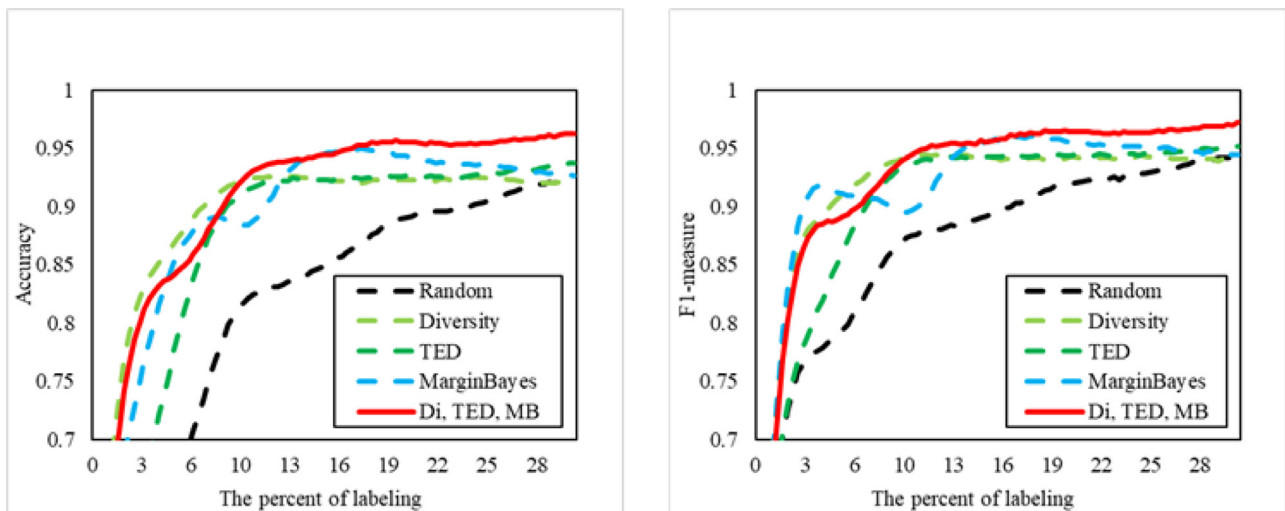 1
0.95
0.9
0.85
0.8
0.75
0.7
Accuracy
0 3 6 10 13 16 19 22 25 28
The percent of labeling
Random
Diversity
TED
MarginBayes
Di, TED, MB
1
0.95
0.9
0.85
0.8
0.75
0.7
F1-measure
0 3 6 10 13 16 19 22 25 28
The percent of labeling
Random
Diversity
TED
MarginBayes
Di, TED, MB